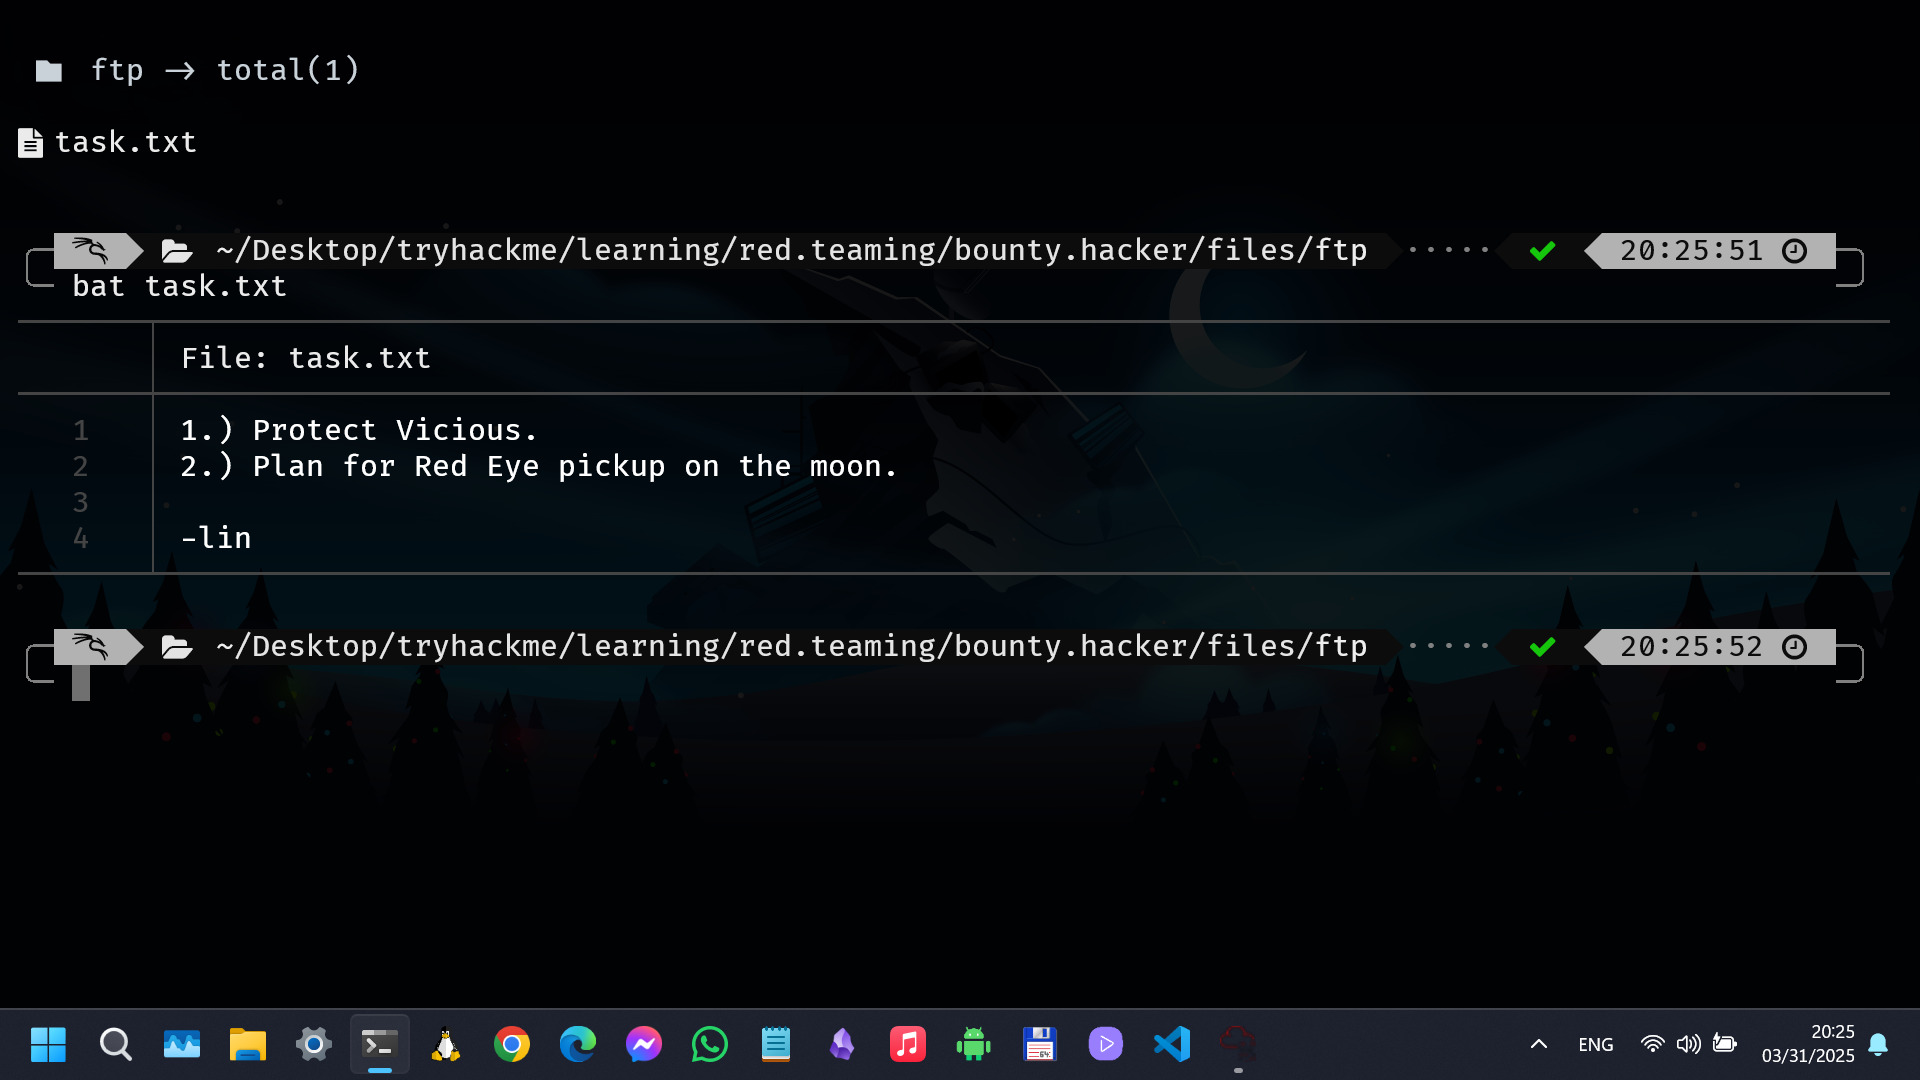 ftp → total(1)
task.txt
~/Desktop/tryhackme/learning/red.teaming/bounty.hacker/files/ftp ····· ✔ 20:25:51
bat task.txt
File: task.txt
1 1.) Protect Vicious.
2 2.) Plan for Red Eye pickup on the moon.
3
4 -lin
~/Desktop/tryhackme/learning/red.teaming/bounty.hacker/files/ftp ····· ✔ 20:25:52
64
ENG
20:25
03/31/2025